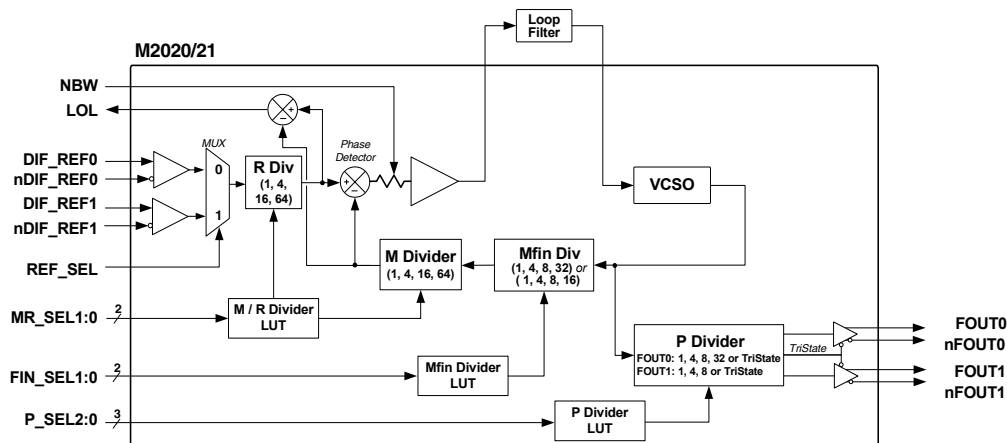 Loop
Filter
M2020/21
NBW
LOL
+
−
Phase
Detector
MUX
DIF_REF0
nDIF_REF0
DIF_REF1
nDIF_REF1
0
1
R Div
(1, 4,
16, 64)
+
−
VCSO
REF_SEL
M Divider
(1, 4, 16, 64)
Mfin Div
(1, 4, 8, 32) or
( 1, 4, 8, 16)
MR_SEL1:0
2
M / R Divider
LUT
P Divider
FOUT0: 1, 4, 8, 32 or TriState
FOUT1: 1, 4, 8 or TriState
TriState
FOUT0
nFOUT0
FOUT1
nFOUT1
FIN_SEL1:0
2
Mfin Divider
LUT
P_SEL2:0
3
P Divider
LUT